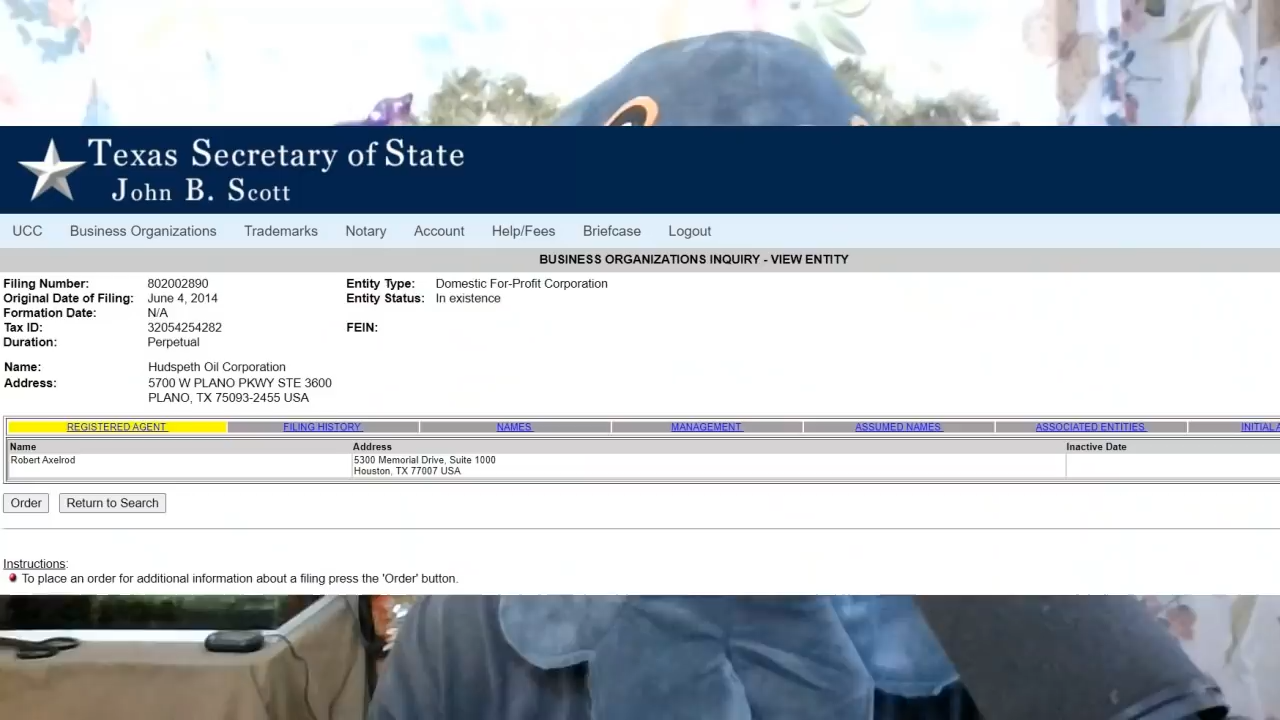 Texas Secretary of State
John B. Scott
UCC Business Organizations Trademarks Notary Account Help/Fees Briefcase Logout
BUSINESS ORGANIZATIONS INQUIRY - VIEW ENTITY
Filing Number: 802002890 Entity Type: Domestic For-Profit Corporation
Original Date of Filing: June 4, 2014 Entity Status: In existence
Formation Date: N/A
Tax ID: 32054254282 FEIN:
Duration: Perpetual
Name: Hudspeth Oil Corporation
Address: 5700 W PLANO PKWY STE 3600
PLANO, TX 75093-2455 USA
REGISTERED AGENT FILING HISTORY NAMES MANAGEMENT ASSUMED NAMES ASSOCIATED ENTITIES INITIAL A
Name Address Inactive Date
Robert Axelrod 5300 Memorial Drive, Suite 1000
Houston, TX 77007 USA
Order Return to Search
Instructions:
To place an order for additional information about a filing press the 'Order' button.